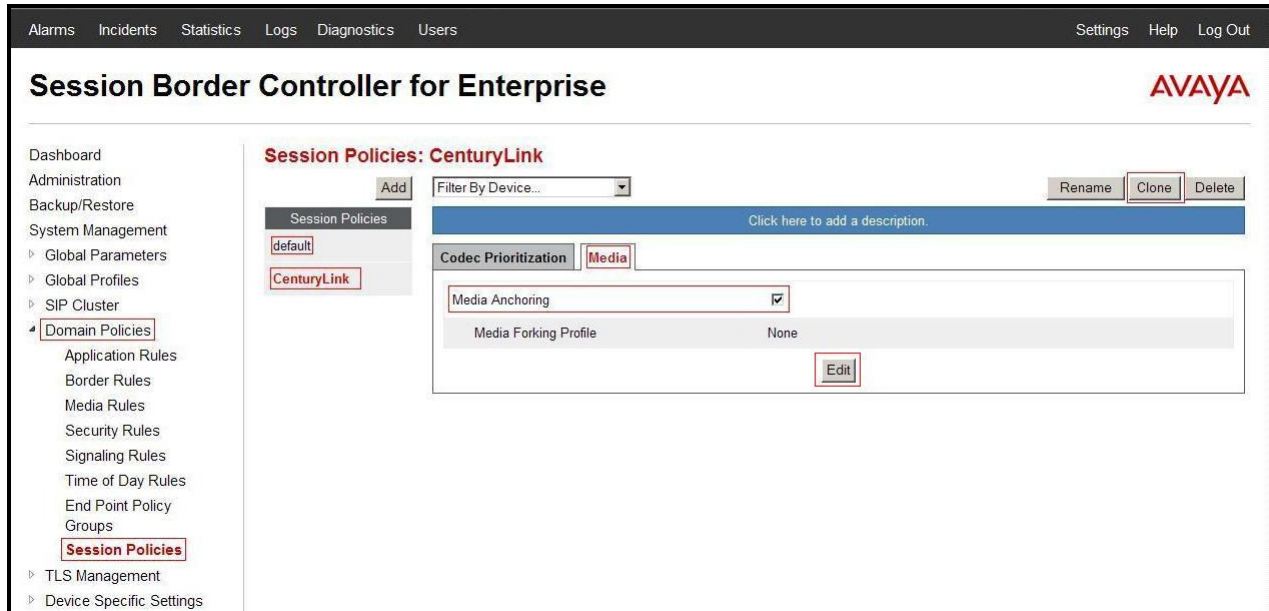 Alarms Incidents Statistics Logs Diagnostics Users Settings Help Log Out
Session Border Controller for Enterprise
AVAYA
Dashboard
Administration
Backup/Restore
System Management
Global Parameters
Global Profiles
SIP Cluster
Domain Policies
Application Rules
Border Rules
Media Rules
Security Rules
Signaling Rules
Time of Day Rules
End Point Policy
Groups
Session Policies
TLS Management
Device Specific Settings
Session Policies: CenturyLink
Add
Filter By Device...
Rename Clone Delete
Session Policies
default
CenturyLink
Click here to add a description.
Codec Prioritization Media
Media Anchoring
Media Forking Profile None
Edit